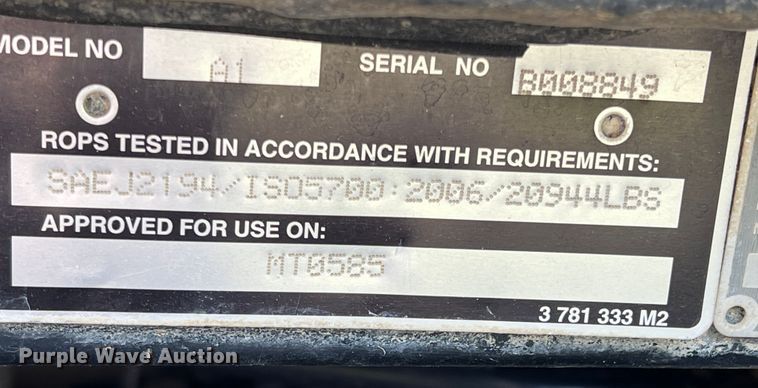 MODEL NO A1 SERIAL NO B008849
ROPS TESTED IN ACCORDANCE WITH REQUIREMENTS:
SAEJ2194/ISO5700:2006/20944LBS
APPROVED FOR USE ON:
MT0585
3 781 333 M2
Purple Wave Auction